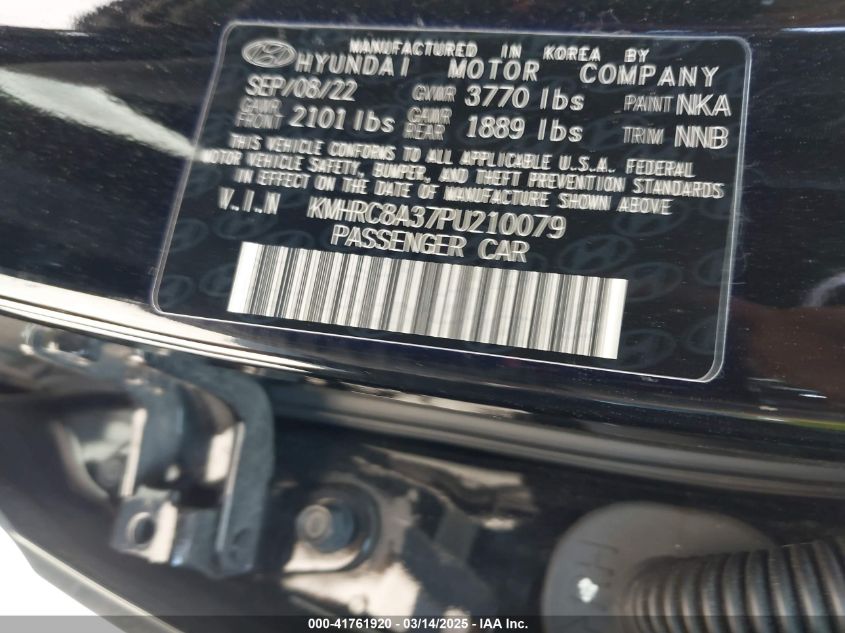 MANUFACTURED IN KOREA BY
HYUNDAI MOTOR COMPANY
SEP/08/22 GVWR 3770 lbs PAINT NKA
GAWR FRONT 2101 lbs GAWR REAR 1889 lbs TRIM NNB
THIS VEHICLE CONFORMS TO ALL APPLICABLE U.S.A. FEDERAL
MOTOR VEHICLE SAFETY, BUMPER, AND THEFT PREVENTION STANDARDS
IN EFFECT ON THE DATE OF MANUFACTURE SHOWN ABOVE.
V.I.N KMHRC8A37PU210079
PASSENGER CAR
000-41761920 - 03/14/2025 - IAA Inc.